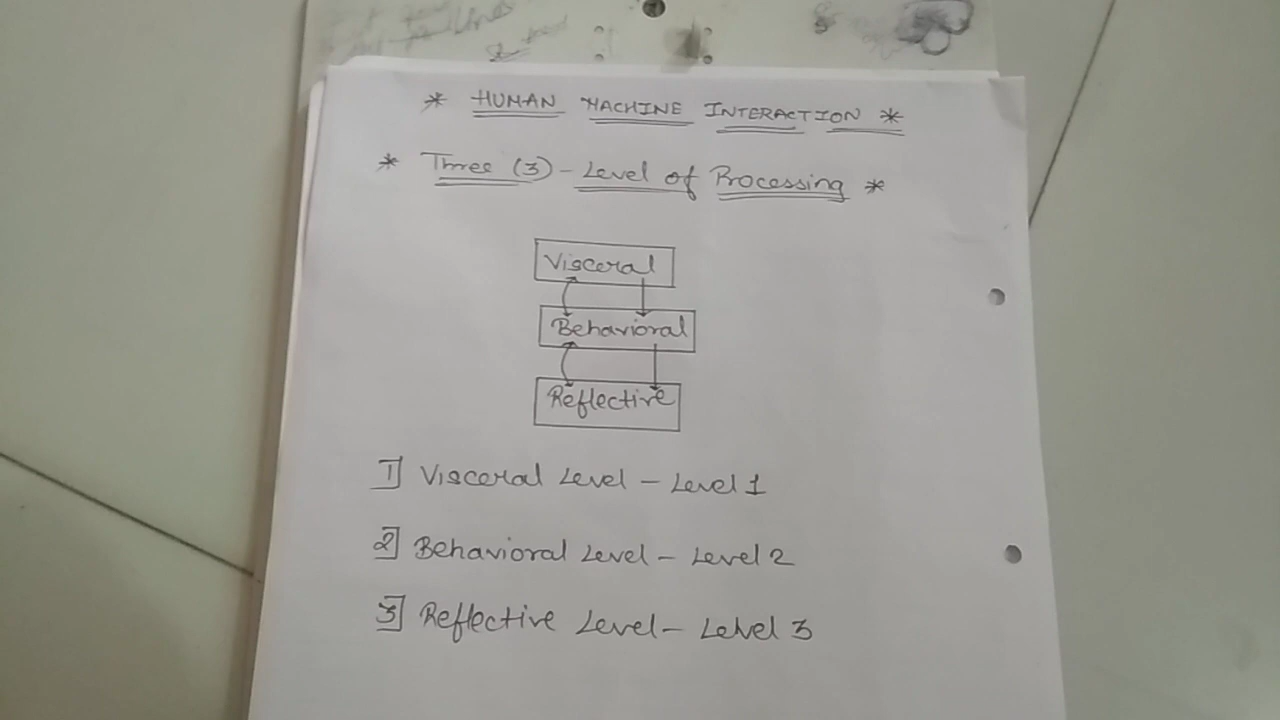 * HUMAN MACHINE INTERACTION *
* Three (3) - Level of Processing *
Visceral
Behavioral
Reflective
1] Visceral Level - Level 1
2] Behavioral Level - Level 2
3] Reflective Level - Level 3